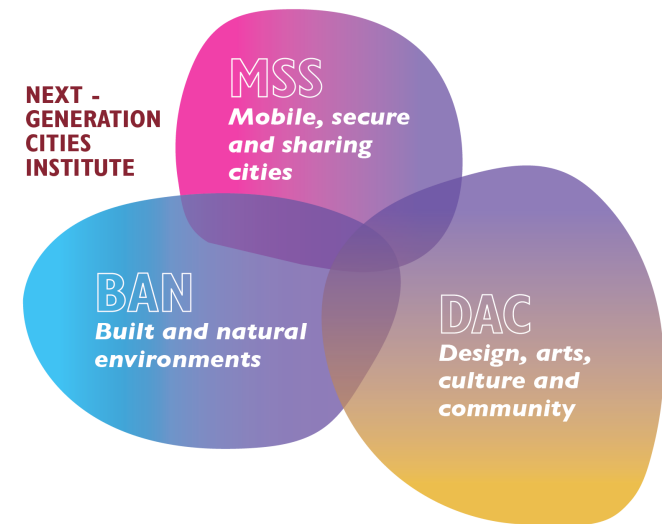 NEXT -
GENERATION
CITIES
INSTITUTE
MSS
Mobile, secure
and sharing
cities
BAN
Built and natural
environments
DAC
Design, arts,
culture and
community